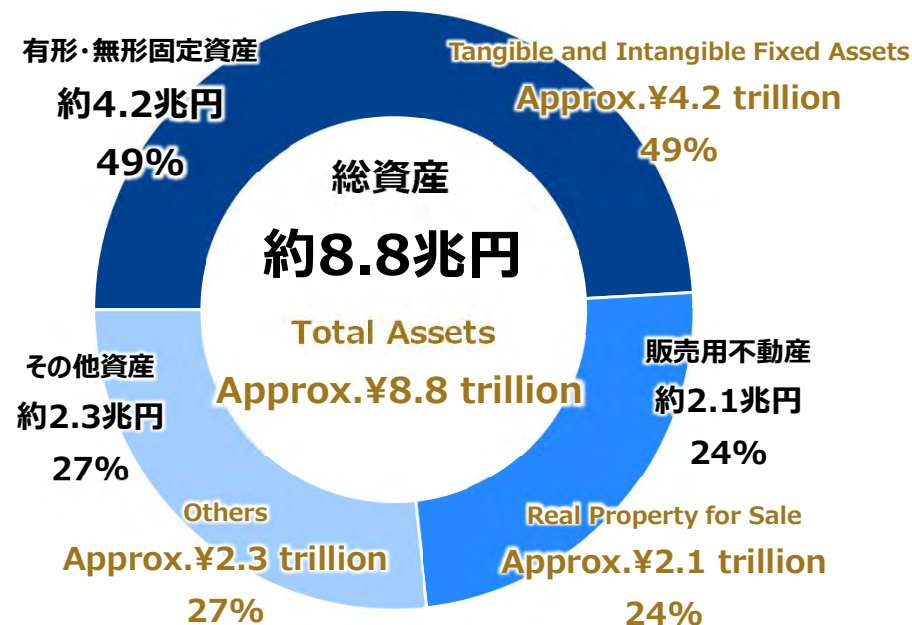 有形・無形固定資産
約4.2兆円
49%
Tangible and Intangible Fixed Assets
Approx.¥4.2 trillion
49%
総資産
約8.8兆円
Total Assets
Approx.¥8.8 trillion
その他資産
約2.3兆円
27%
Others
Approx.¥2.3 trillion
27%
販売用不動産
約2.1兆円
24%
Real Property for Sale
Approx.¥2.1 trillion
24%